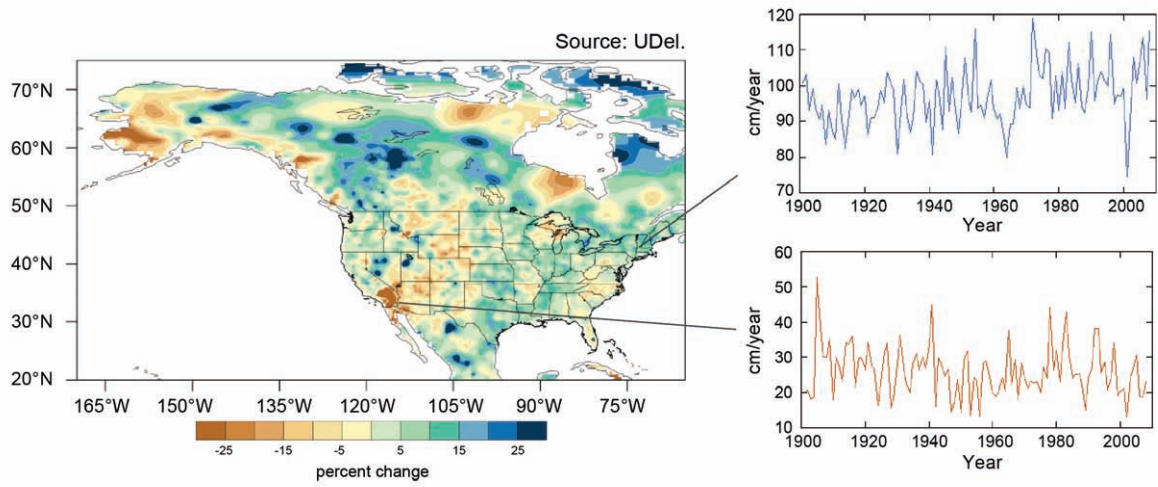 Source: UDel.
70°N
60°N
50°N
40°N
30°N
20°N
165°W 150°W 135°W 120°W 105°W 90°W 75°W
-25 -15 -5 5 15 25
percent change
120
110
100
90
80
70
cm/year
1900 1920 1940 1960 1980 2000
Year
60
50
40
30
20
10
cm/year
1900 1920 1940 1960 1980 2000
Year